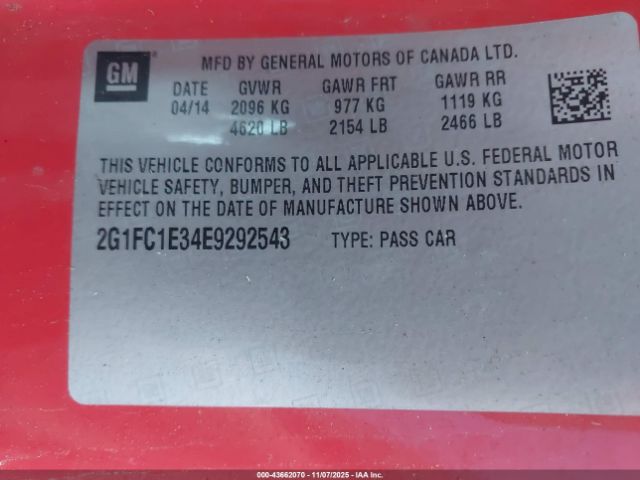 GM®
MFD BY GENERAL MOTORS OF CANADA LTD.
DATE GVWR GAWR FRT GAWR RR
04/14 2096 KG 977 KG 1119 KG
4620 LB 2154 LB 2466 LB
THIS VEHICLE CONFORMS TO ALL APPLICABLE U.S. FEDERAL MOTOR
VEHICLE SAFETY, BUMPER, AND THEFT PREVENTION STANDARDS IN
EFFECT ON THE DATE OF MANUFACTURE SHOWN ABOVE.
2G1FC1E34E9292543 TYPE: PASS CAR
000-43662070 - 11/07/2025 - IAA Inc.